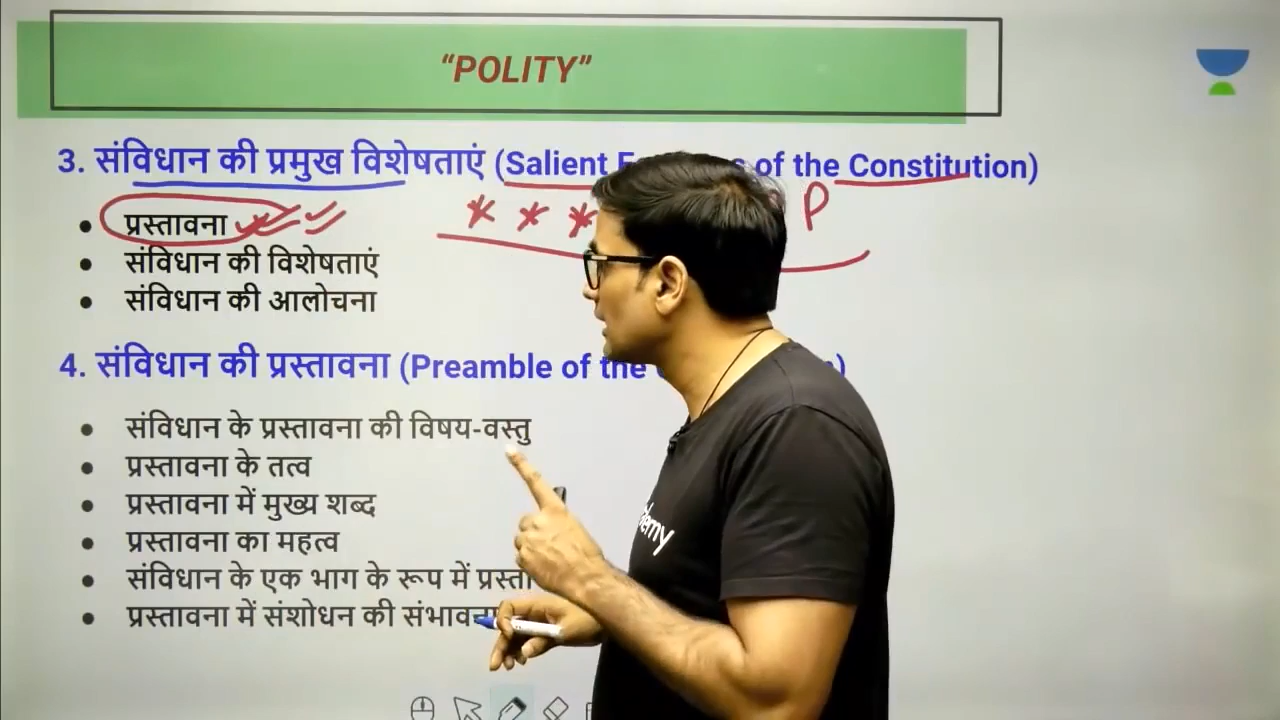 “POLITY”
3. संविधान की प्रमुख विशेषताएं (Salient of the Constitution)
* * * P
• प्रस्तावना
• संविधान की विशेषताएं
• संविधान की आलोचना
4. संविधान की प्रस्तावना (Preamble of the
• संविधान के प्रस्तावना की विषय-वस्तु
• प्रस्तावना के तत्व
• प्रस्तावना में मुख्य शब्द
• प्रस्तावना का महत्व
• संविधान के एक भाग के रूप में
• प्रस्तावना में संशोधन की